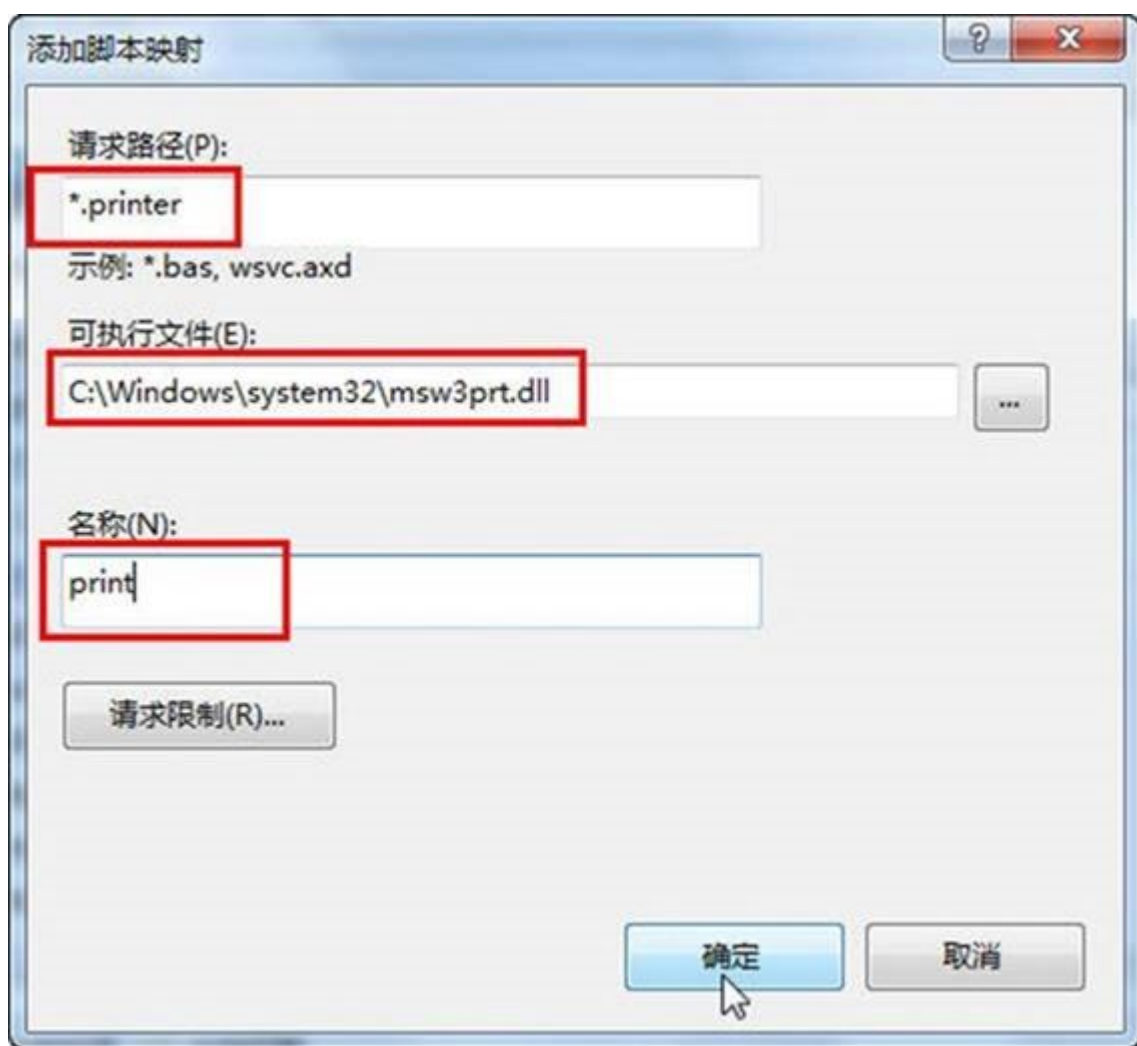 添加脚本映射
请求路径(P):
*.printer
示例: *.bas, wsvc.axd
可执行文件(E):
C:\Windows\system32\msw3prt.dll
...
名称(N):
print
请求限制(R)...
确定
取消